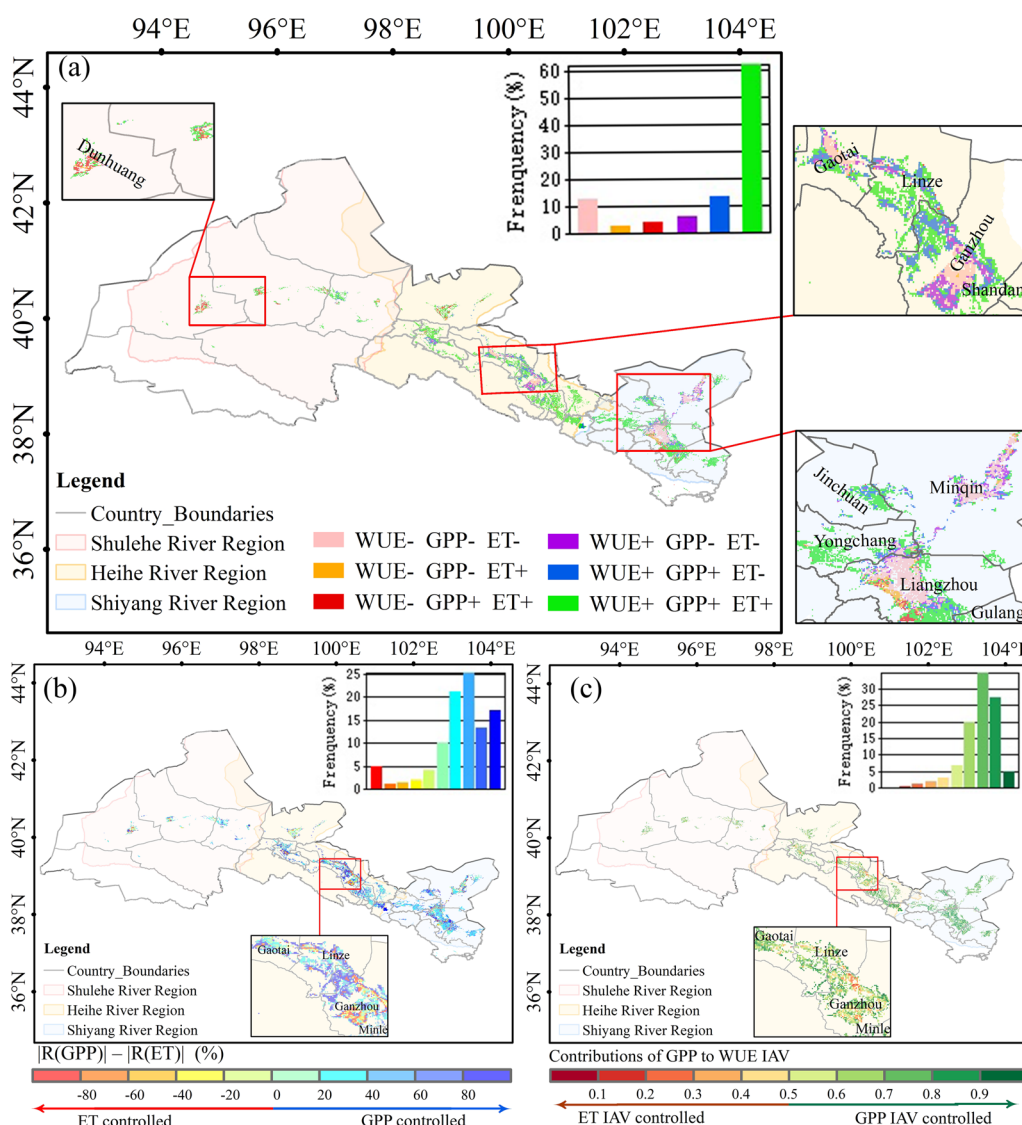 94°E 96°E 98°E 100°E 102°E 104°E
(a)
44°N
42°N
40°N
38°N
36°N
Dunhuang
Frenquency(%)
60
50
40
30
20
10
0
Gaotai
Linze
Ganzhou
Shandan
Jinchuan
Minqin
Yongchang
Liangzhou
Gulang
Legend
Country_Boundaries
Shulehe River Region
Heihe River Region
Shiyang River Region
WUE- GPP- ET-
WUE- GPP- ET+
WUE- GPP+ ET+
WUE+ GPP- ET-
WUE+ GPP+ ET-
WUE+ GPP+ ET+
94°E 96°E 98°E 100°E 102°E 104°E
(b)
44°N
42°N
40°N
38°N
36°N
Frenquency(%)
25
20
15
10
5
0
Gaotai
Linze
Ganzhou
Minle
Legend
Country_Boundaries
Shulehe River Region
Heihe River Region
Shiyang River Region
|R(GPP)| – |R(ET)| (%)
-80 -60 -40 -20 0 20 40 60 80
ET controlled GPP controlled
94°E 96°E 98°E 100°E 102°E 104°E
(c)
44°N
42°N
40°N
38°N
36°N
Frenquency(%)
30
25
20
15
10
5
0
Gaotai
Linze
Ganzhou
Minle
Legend
Country_Boundaries
Shulehe River Region
Heihe River Region
Shiyang River Region
Contributions of GPP to WUE IAV
0.1 0.2 0.3 0.4 0.5 0.6 0.7 0.8 0.9
ET IAV controlled GPP IAV controlled